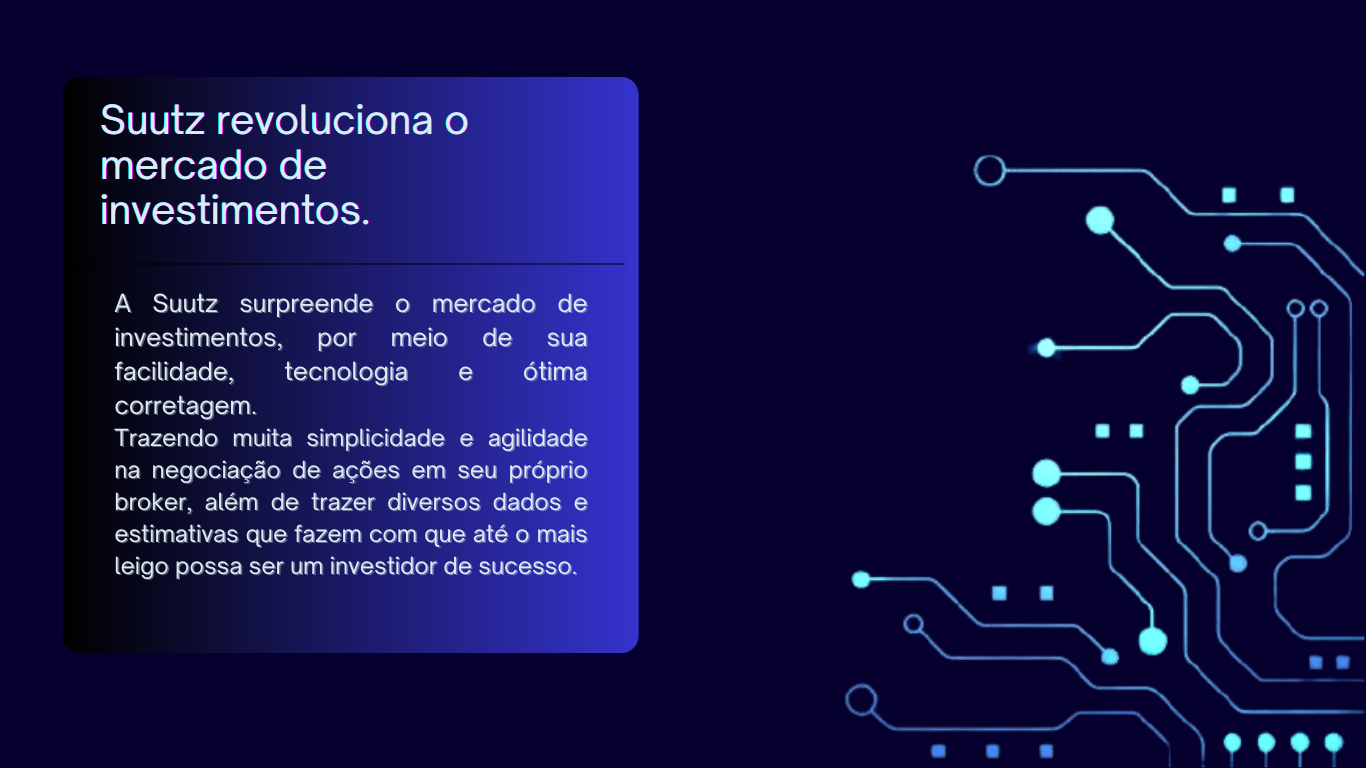 Suutz revoluciona o
mercado de
investimentos.
A Suutz surpreende o mercado de
investimentos, por meio de sua
facilidade, tecnologia e ótima
corretagem.
Trazendo muita simplicidade e agilidade
na negociação de ações em seu próprio
broker, além de trazer diversos dados e
estimativas que fazem com que até o mais
leigo possa ser um investidor de sucesso.